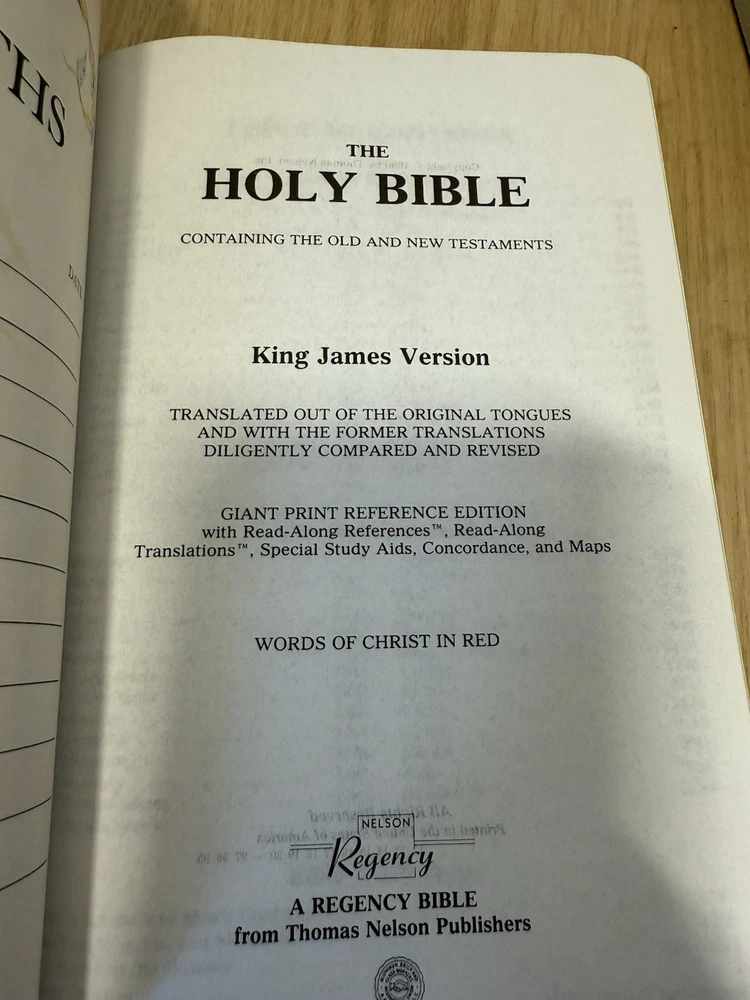 THS
DATE
THE
HOLY BIBLE
CONTAINING THE OLD AND NEW TESTAMENTS
King James Version
TRANSLATED OUT OF THE ORIGINAL TONGUES
AND WITH THE FORMER TRANSLATIONS
DILIGENTLY COMPARED AND REVISED
GIANT PRINT REFERENCE EDITION
with Read-Along References™, Read-Along
Translations™, Special Study Aids, Concordance, and Maps
WORDS OF CHRIST IN RED
NELSON
Regency
A REGENCY BIBLE
from Thomas Nelson Publishers